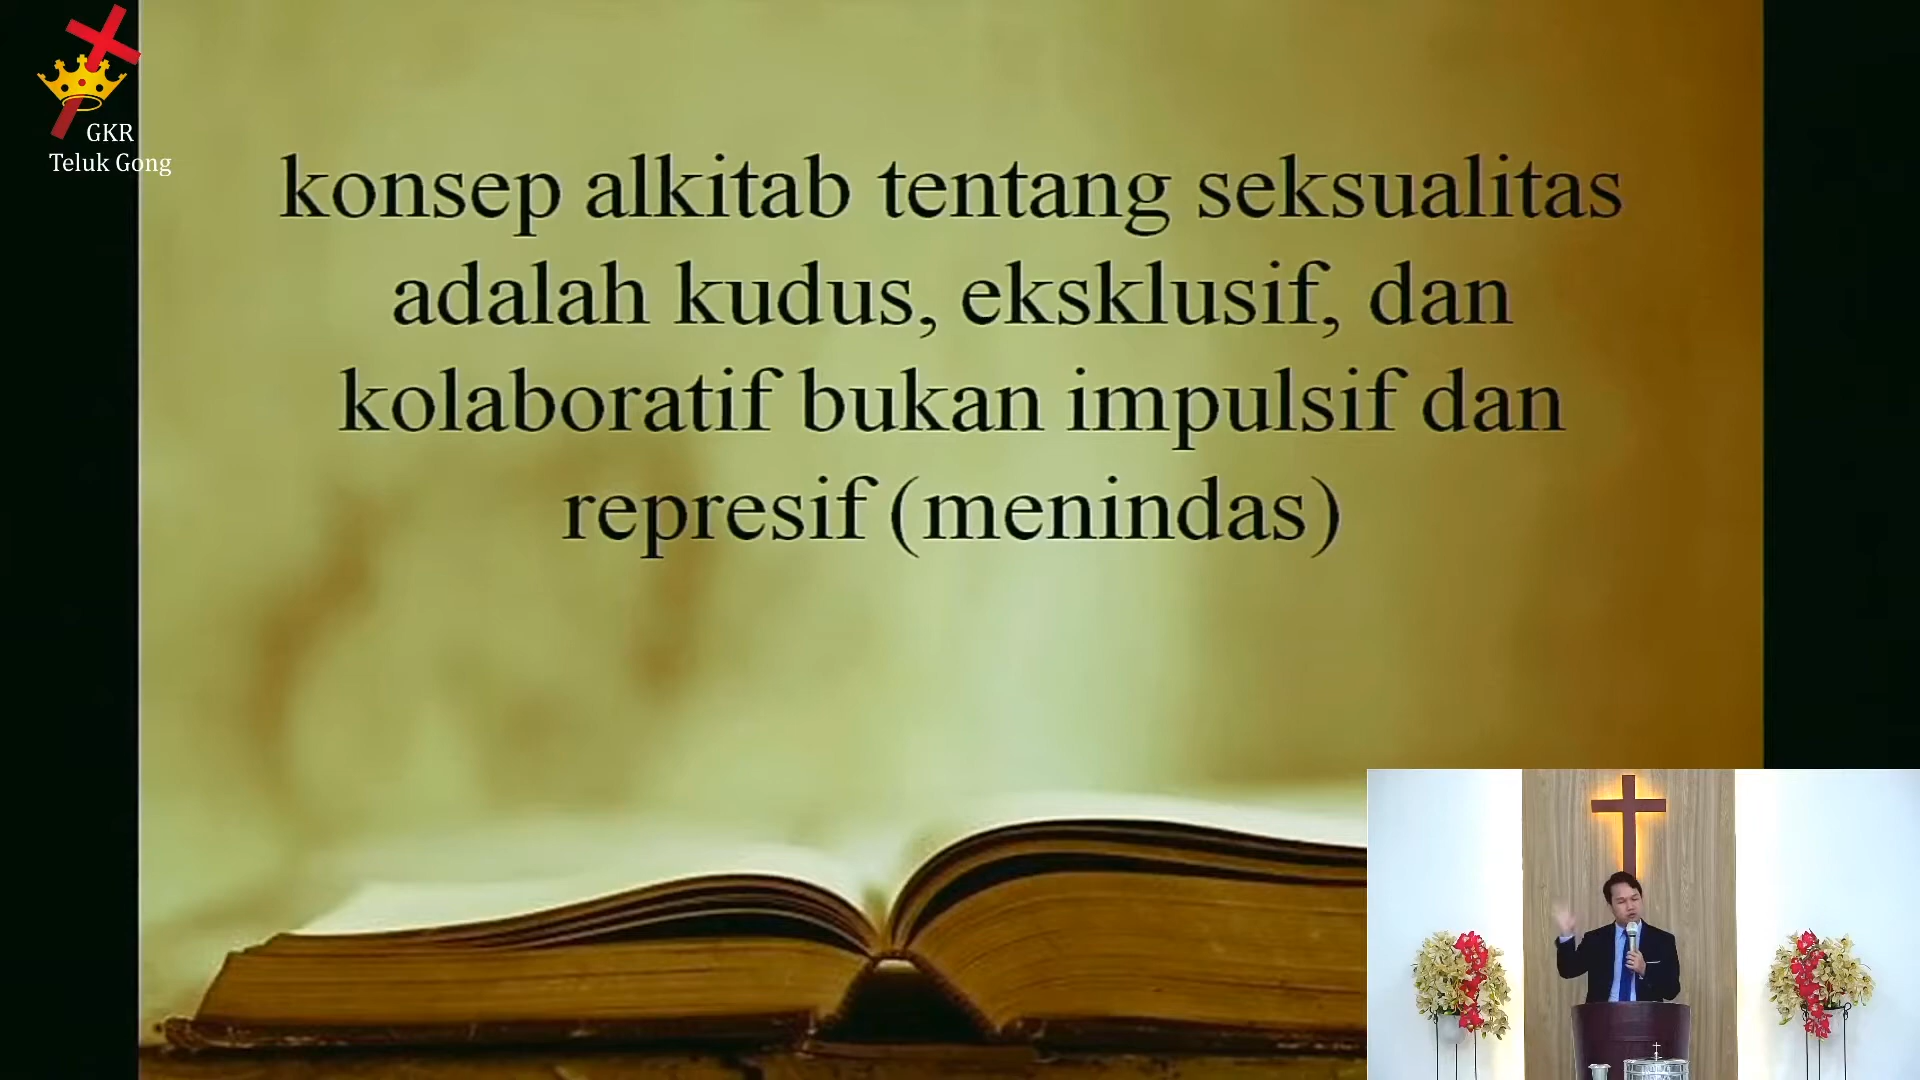 GKR
Teluk Gong
konsep alkitab tentang seksualitas
adalah kudus, eksklusif, dan
kolaboratif bukan impulsif dan
represif (menindas)